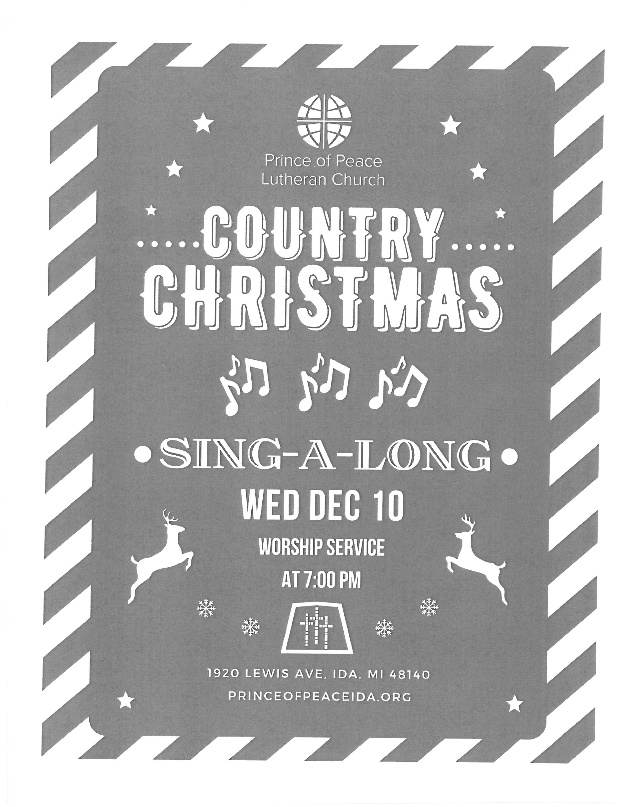 Prince of Peace
Lutheran Church
COUNTRY
CHRISTMAS
SING-A-LONG
WED DEC 10
WORSHIP SERVICE
AT 7:00 PM
1920 LEWIS AVE, IDA, MI 48140
PRINCEOFPEACEIDA.ORG